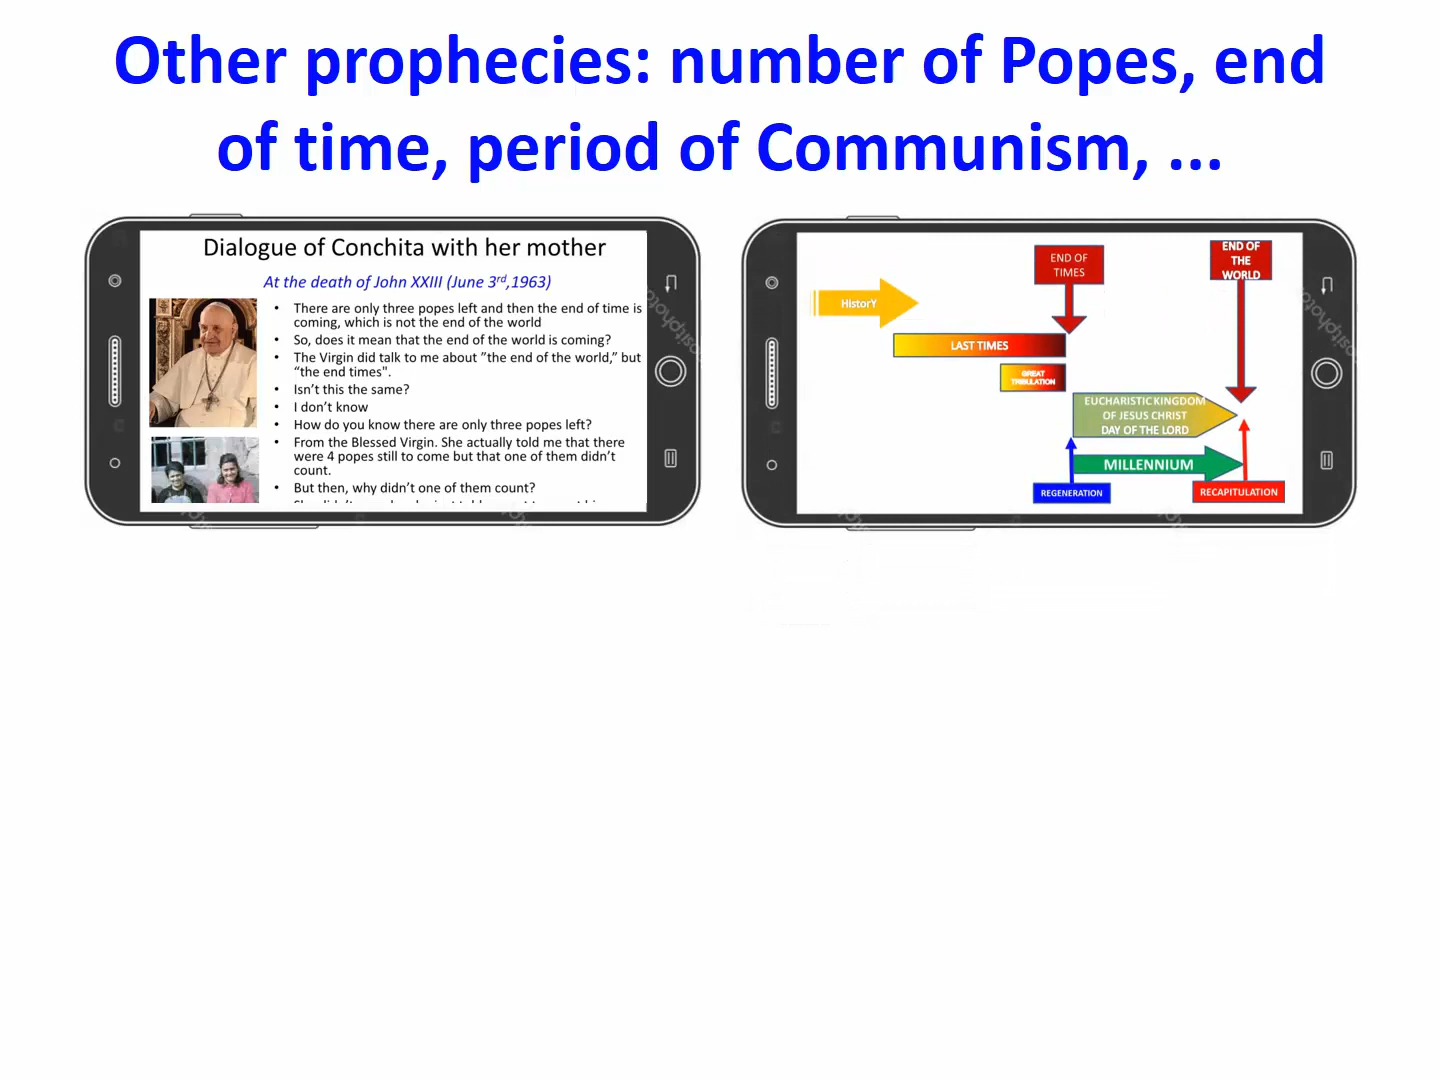 Other prophecies: number of Popes, end
of time, period of Communism, ...
Dialogue of Conchita with her mother
At the death of John XXIII (June 3rd,1963)
• There are only three popes left and then the end of time is
coming, which is not the end of the world
• So, does it mean that the end of the world is coming?
• The Virgin did talk to me about ”the end of the world,” but
“the end times".
• Isn’t this the same?
• I don’t know
• How do you know there are only three popes left?
• From the Blessed Virgin. She actually told me that there
were 4 popes still to come but that one of them didn’t
count.
• But then, why didn’t one of them count?
END OF
TIMES
END OF
THE
WORLD
HistorY
LAST TIMES
GREAT
TRIBULATION
EUCHARISTIC KINGDOM
OF JESUS CHRIST
DAY OF THE LORD
MILLENNIUM
REGENERATION
RECAPITULATION